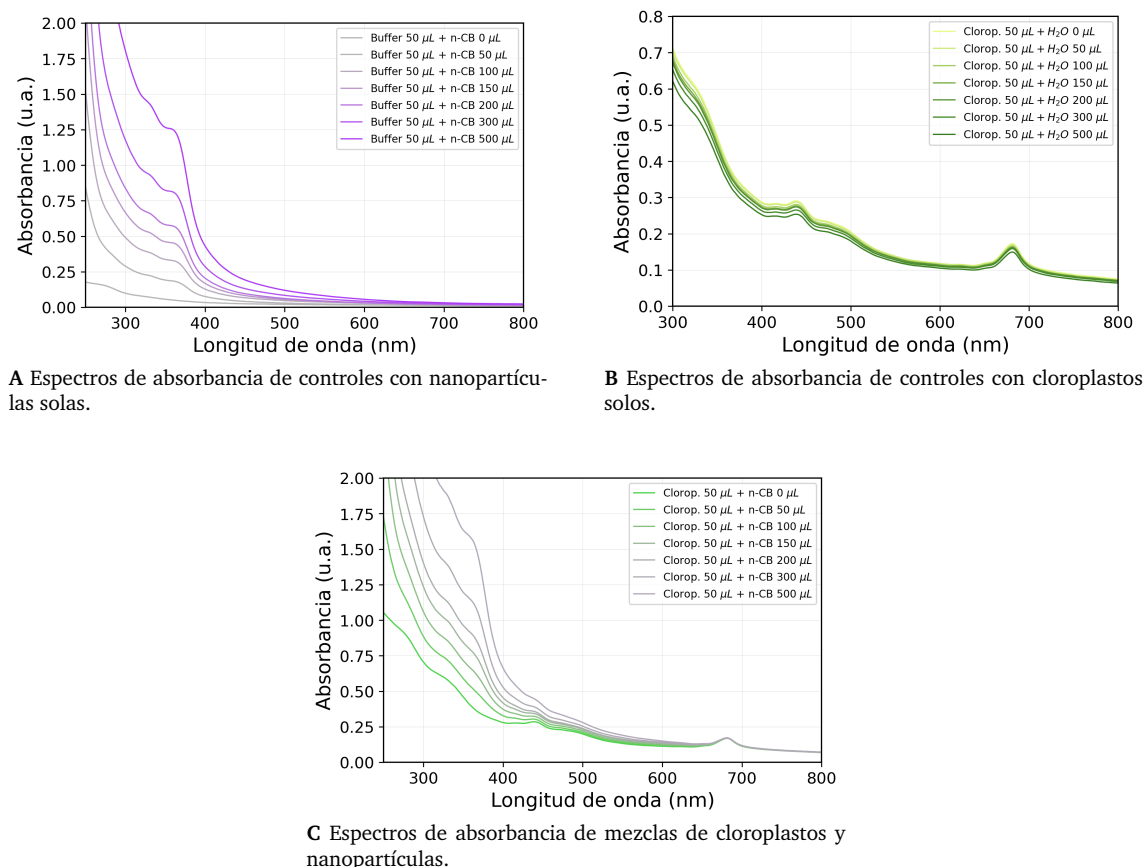 2.00
1.75
1.50
1.25
1.00
0.75
0.50
0.25
0.00
Absorbancia (u.a.)
Buffer 50 μL + n-CB 0 μL
Buffer 50 μL + n-CB 50 μL
Buffer 50 μL + n-CB 100 μL
Buffer 50 μL + n-CB 150 μL
Buffer 50 μL + n-CB 200 μL
Buffer 50 μL + n-CB 300 μL
Buffer 50 μL + n-CB 500 μL
300 400 500 600 700 800
Longitud de onda (nm)
A Espectros de absorbancia de controles con nanopartícu-
las solas.
0.8
0.7
0.6
0.5
0.4
0.3
0.2
0.1
0.0
Absorbancia (u.a.)
Clorop. 50 μL + H₂O 0 μL
Clorop. 50 μL + H₂O 50 μL
Clorop. 50 μL + H₂O 100 μL
Clorop. 50 μL + H₂O 150 μL
Clorop. 50 μL + H₂O 200 μL
Clorop. 50 μL + H₂O 300 μL
Clorop. 50 μL + H₂O 500 μL
300 400 500 600 700 800
Longitud de onda (nm)
B Espectros de absorbancia de controles con cloroplastos
solos.
2.00
1.75
1.50
1.25
1.00
0.75
0.50
0.25
0.00
Absorbancia (u.a.)
Clorop. 50 μL + n-CB 0 μL
Clorop. 50 μL + n-CB 50 μL
Clorop. 50 μL + n-CB 100 μL
Clorop. 50 μL + n-CB 150 μL
Clorop. 50 μL + n-CB 200 μL
Clorop. 50 μL + n-CB 300 μL
Clorop. 50 μL + n-CB 500 μL
300 400 500 600 700 800
Longitud de onda (nm)
C Espectros de absorbancia de mezclas de cloroplastos y
nanopartículas.